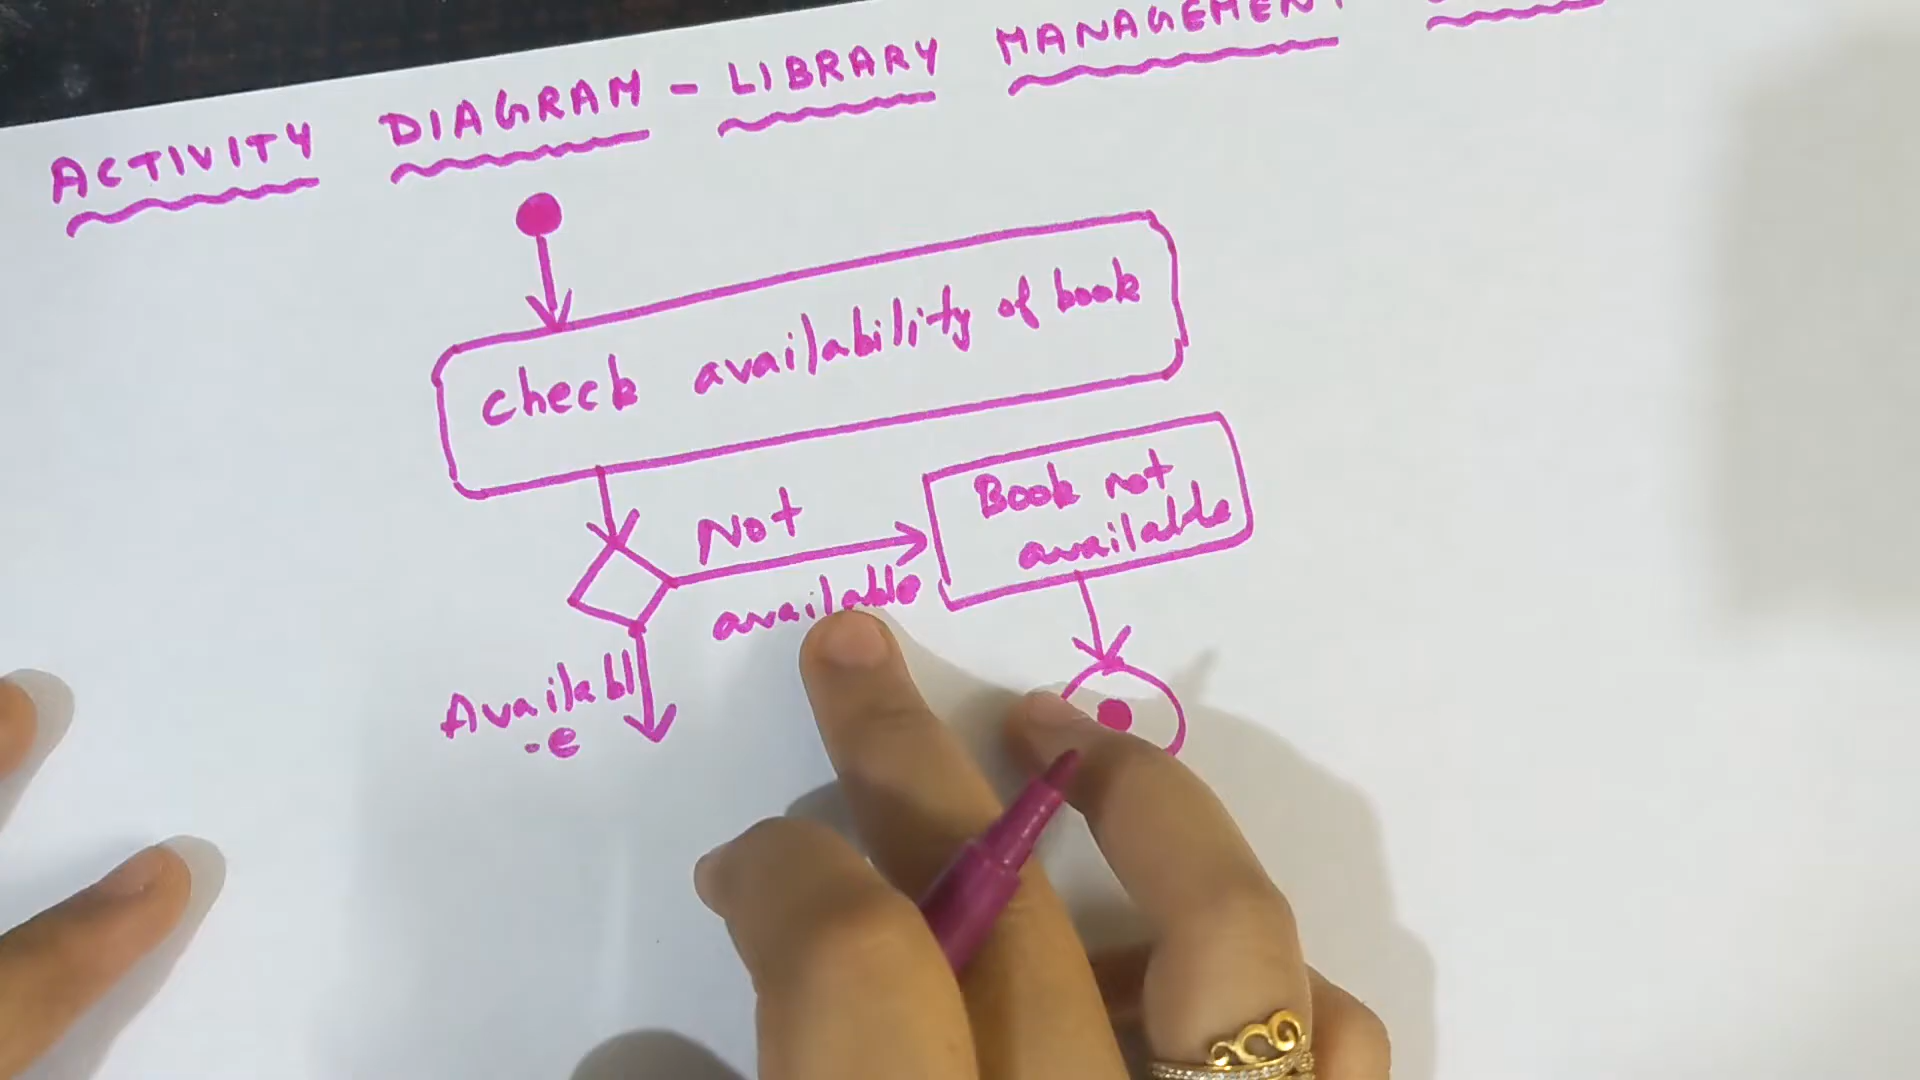 ACTIVITY DIAGRAM - LIBRARY MANAGEMENT
check availability of book
Not
available
Book not
available
Availabl
-e